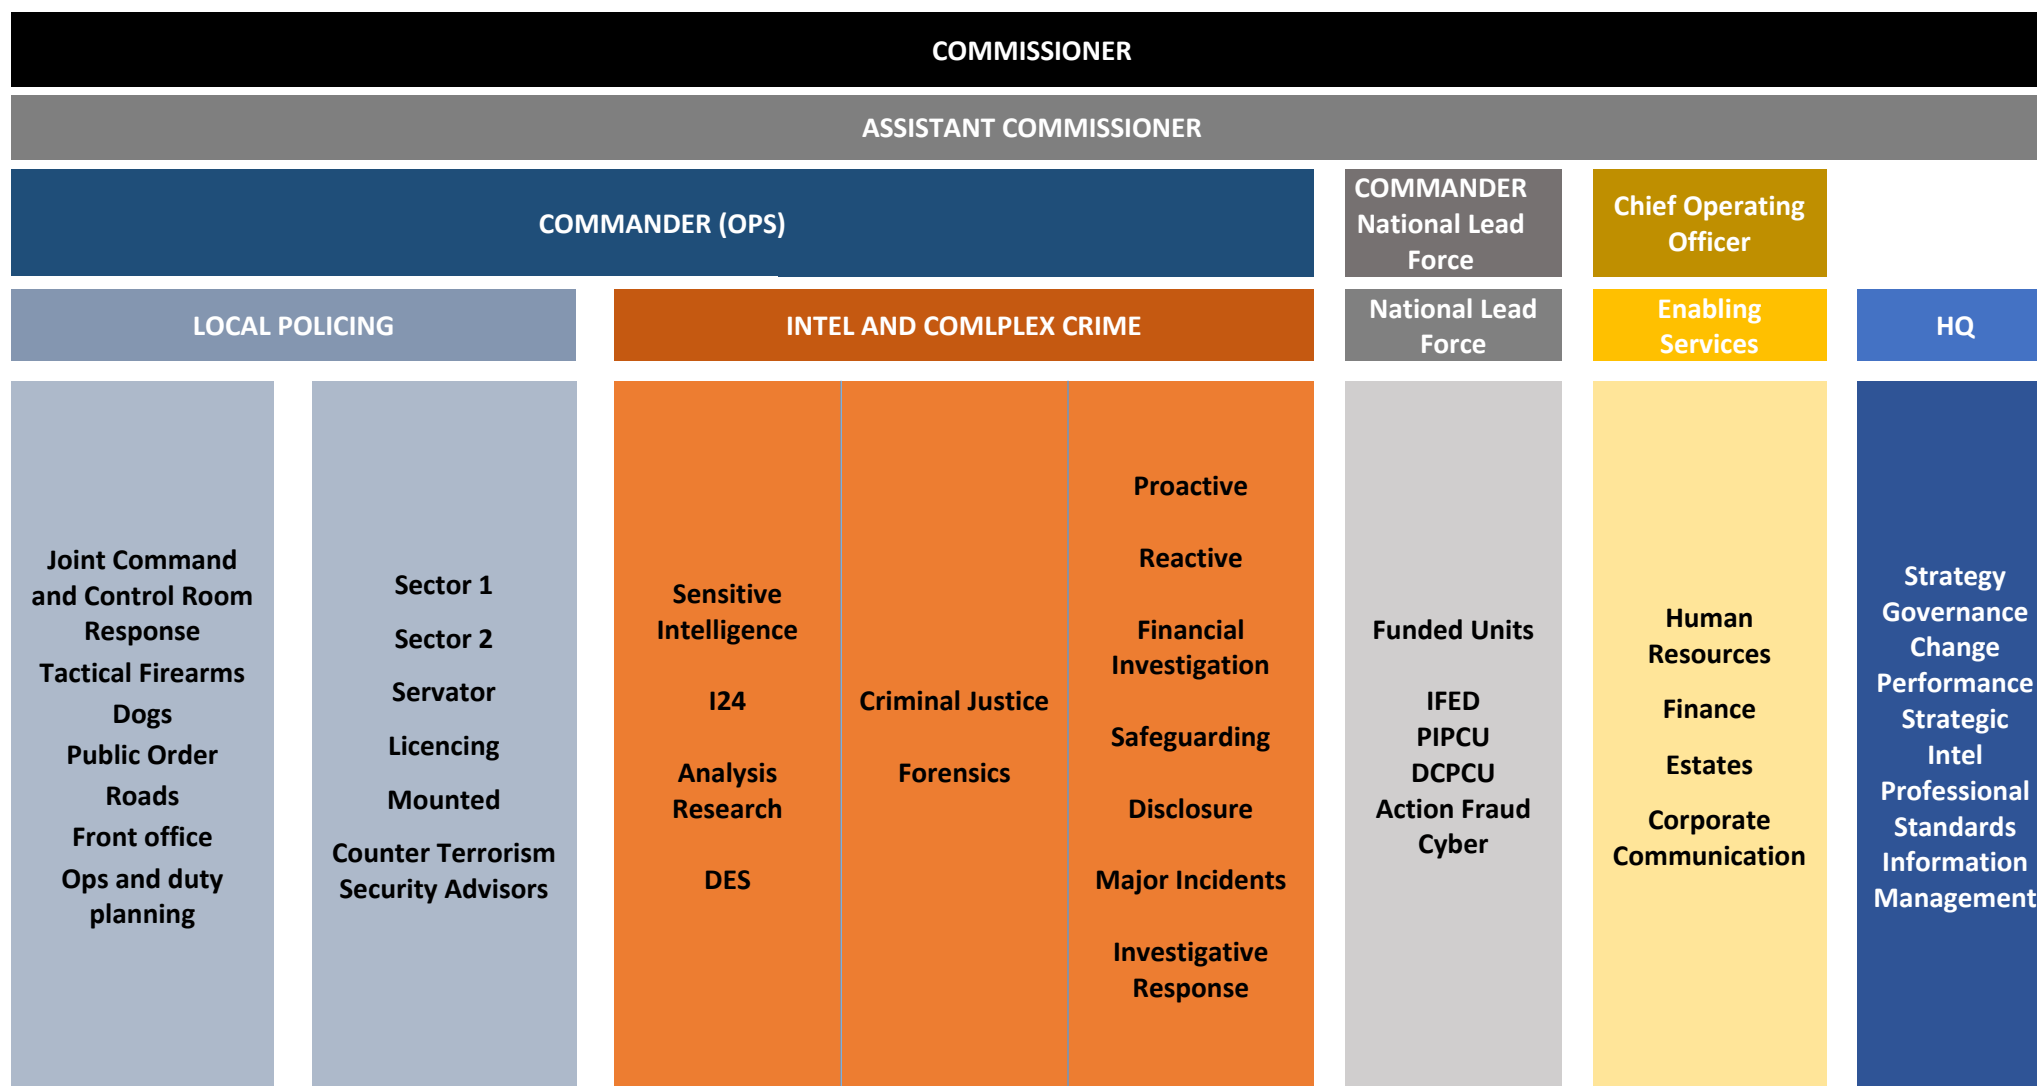 COMMISSIONER
ASSISTANT COMMISSIONER
COMMANDER (OPS)
COMMANDER
National Lead
Force
Chief Operating
Officer
LOCAL POLICING
INTEL AND COMLPLEX CRIME
National Lead
Force
Enabling
Services
HQ
Joint Command
and Control Room
Response
Tactical Firearms
Dogs
Public Order
Roads
Front office
Ops and duty
planning
Sector 1
Sector 2
Servator
Licencing
Mounted
Counter Terrorism
Security Advisors
Sensitive
Intelligence
I24
Analysis
Research
DES
Criminal Justice
Forensics
Proactive
Reactive
Financial
Investigation
Safeguarding
Disclosure
Major Incidents
Investigative
Response
Funded Units
IFED
PIPCU
DCPCU
Action Fraud
Cyber
Human
Resources
Finance
Estates
Corporate
Communication
Strategy
Governance
Change
Performance
Strategic
Intel
Professional
Standards
Information
Management